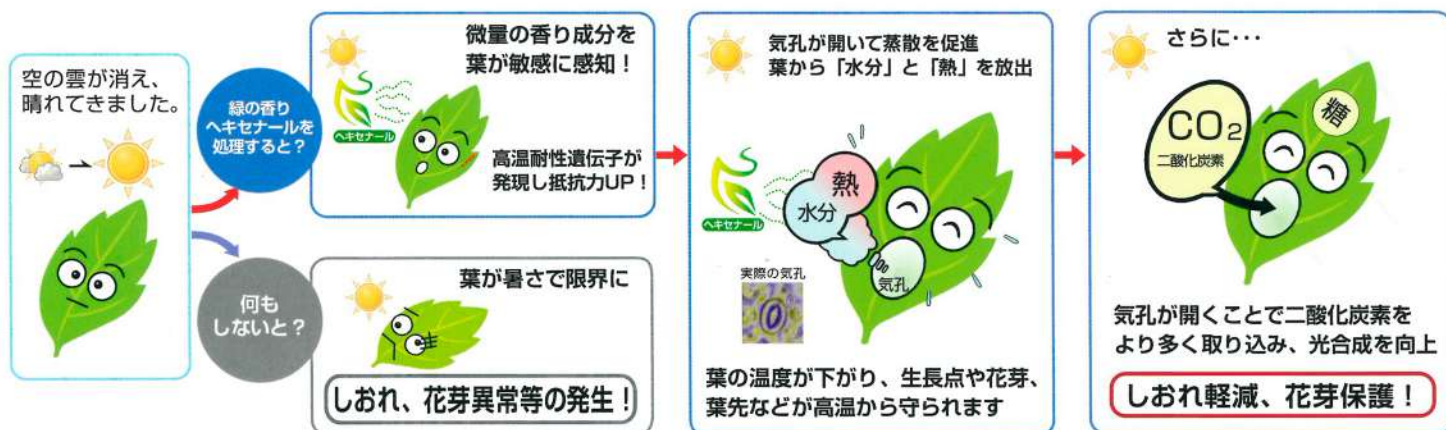 空の雲が消え、
晴れてきました。
緑の香り
ヘキセナールを
処理すると？
何も
しないと？
微量の香り成分を
葉が敏感に感知！
ヘキセナール
高温耐性遺伝子が
発現し抵抗力UP！
葉が暑さで限界に
しおれ、花芽異常等の発生！
気孔が開いて蒸散を促進
葉から「水分」と「熱」を放出
熱
水分
ヘキセナール
気孔
実際の気孔
葉の温度が下がり、生長点や花芽、
葉先などが高温から守られます
さらに・・・
糖
CO2
二酸化炭素
気孔が開くことで二酸化炭素を
より多く取り込み、光合成を向上
しおれ軽減、花芽保護！